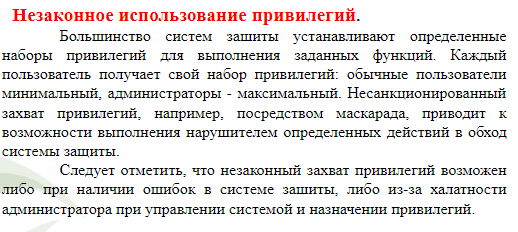 Незаконное использование привилегий.
Большинство систем зашиты устанавливают определенные
наборы привилегий для выполнения заданных функций. Каждый
пользователь получает свой набор привилегий: обычные пользователи
минимальный, администраторы - максимальный. Несанкционированный
захват привилегий, например, посредством маскарада, приводит к
возможности выполнения нарушителем определенных действий в обход
системы защиты.
Следует отметить, что незаконный захват привилегий возможен
либо при наличии ошибок в системе зашиты, либо из-за халатности
администратора при управлении системой и назначении привилегий.